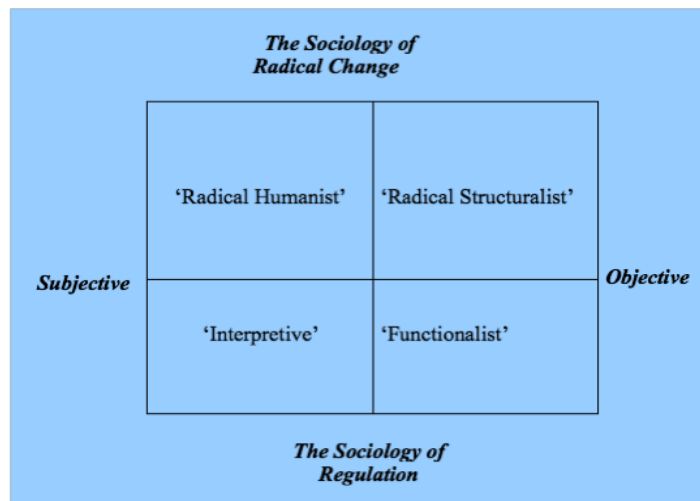 The Sociology of
Radical Change
‘Radical Humanist’
‘Radical Structuralist’
Subjective
Objective
‘Interpretive’
‘Functionalist’
The Sociology of
Regulation